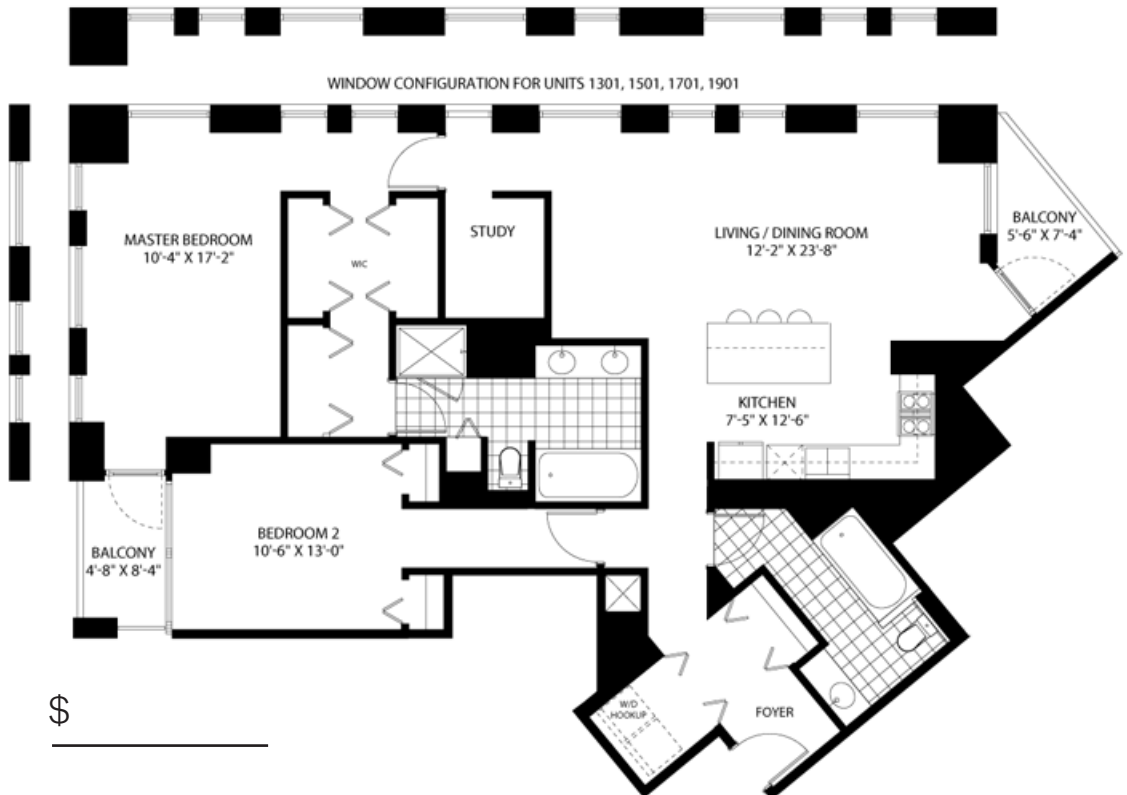 WINDOW CONFIGURATION FOR UNITS 1301, 1501, 1701, 1901
MASTER BEDROOM
10'-4" X 17'-2"
WIC
STUDY
LIVING / DINING ROOM
12'-2" X 23'-8"
BALCONY
5'-6" X 7'-4"
KITCHEN
7'-5" X 12'-6"
BEDROOM 2
10'-6" X 13'-0"
BALCONY
4'-8" X 8'-4"
W/D
HOOKUP
FOYER
$